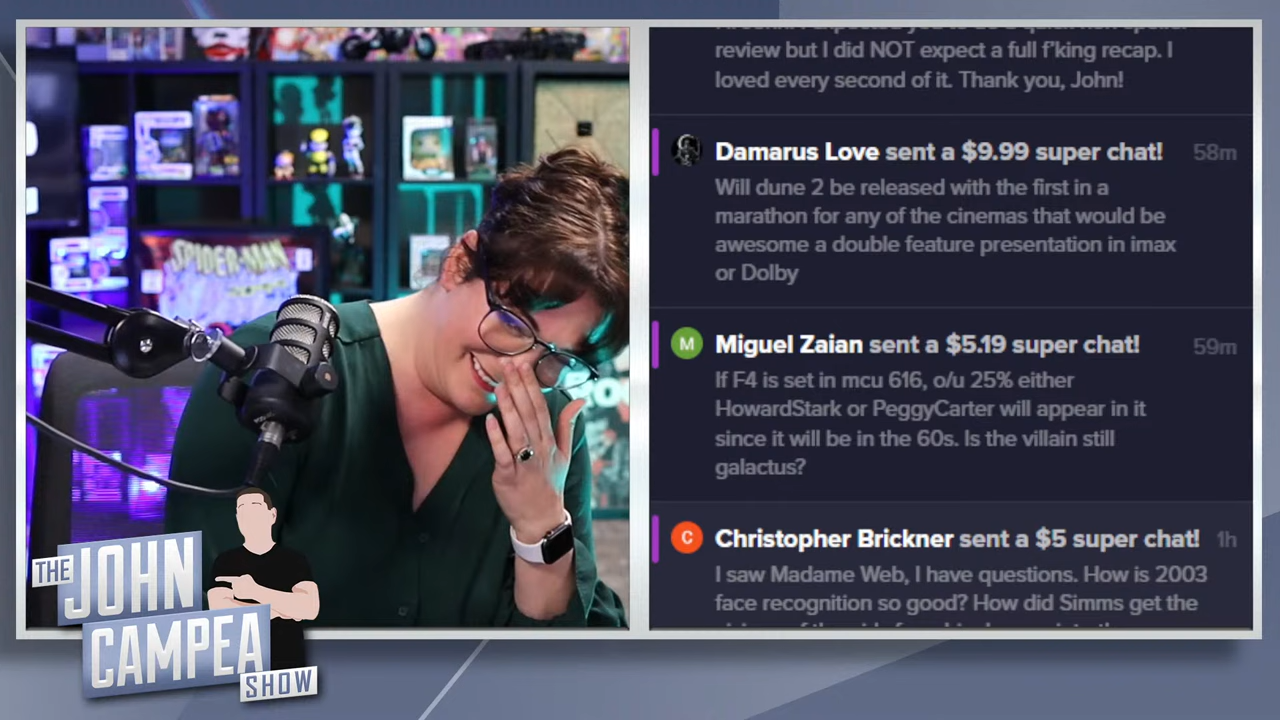 SPIDER-MAN
review but I did NOT expect a full f'king recap. I
loved every second of it. Thank you, John!
Damarus Love sent a $9.99 super chat! 58m
Will dune 2 be released with the first in a
marathon for any of the cinemas that would be
awesome a double feature presentation in imax
or Dolby
M
Miguel Zaian sent a $5.19 super chat! 59m
If F4 is set in mcu 616, o/u 25% either
HowardStark or PeggyCarter will appear in it
since it will be in the 60s. Is the villain still
galactus?
C
Christopher Brickner sent a $5 super chat! 1h
I saw Madame Web, I have questions. How is 2003
face recognition so good? How did Simms get the
THE
JOHN
CAMPEA
SHOW